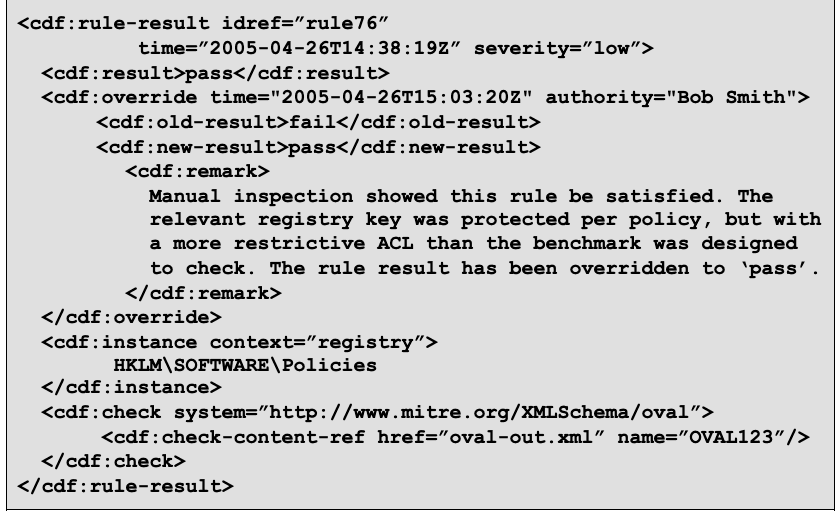 <cdf:rule-result idref=”rule76”
time=”2005-04-26T14:38:19Z” severity=”low”>
<cdf:result>pass</cdf:result>
<cdf:override time="2005-04-26T15:03:20Z" authority="Bob Smith">
<cdf:old-result>fail</cdf:old-result>
<cdf:new-result>pass</cdf:new-result>
<cdf:remark>
Manual inspection showed this rule be satisfied. The
relevant registry key was protected per policy, but with
a more restrictive ACL than the benchmark was designed
to check. The rule result has been overridden to ‘pass’.
</cdf:remark>
</cdf:override>
<cdf:instance context=”registry”>
HKLM\SOFTWARE\Policies
</cdf:instance>
<cdf:check system=”http://www.mitre.org/XMLSchema/oval”>
<cdf:check-content-ref href=”oval-out.xml” name=”OVAL123”/>
</cdf:check>
</cdf:rule-result>